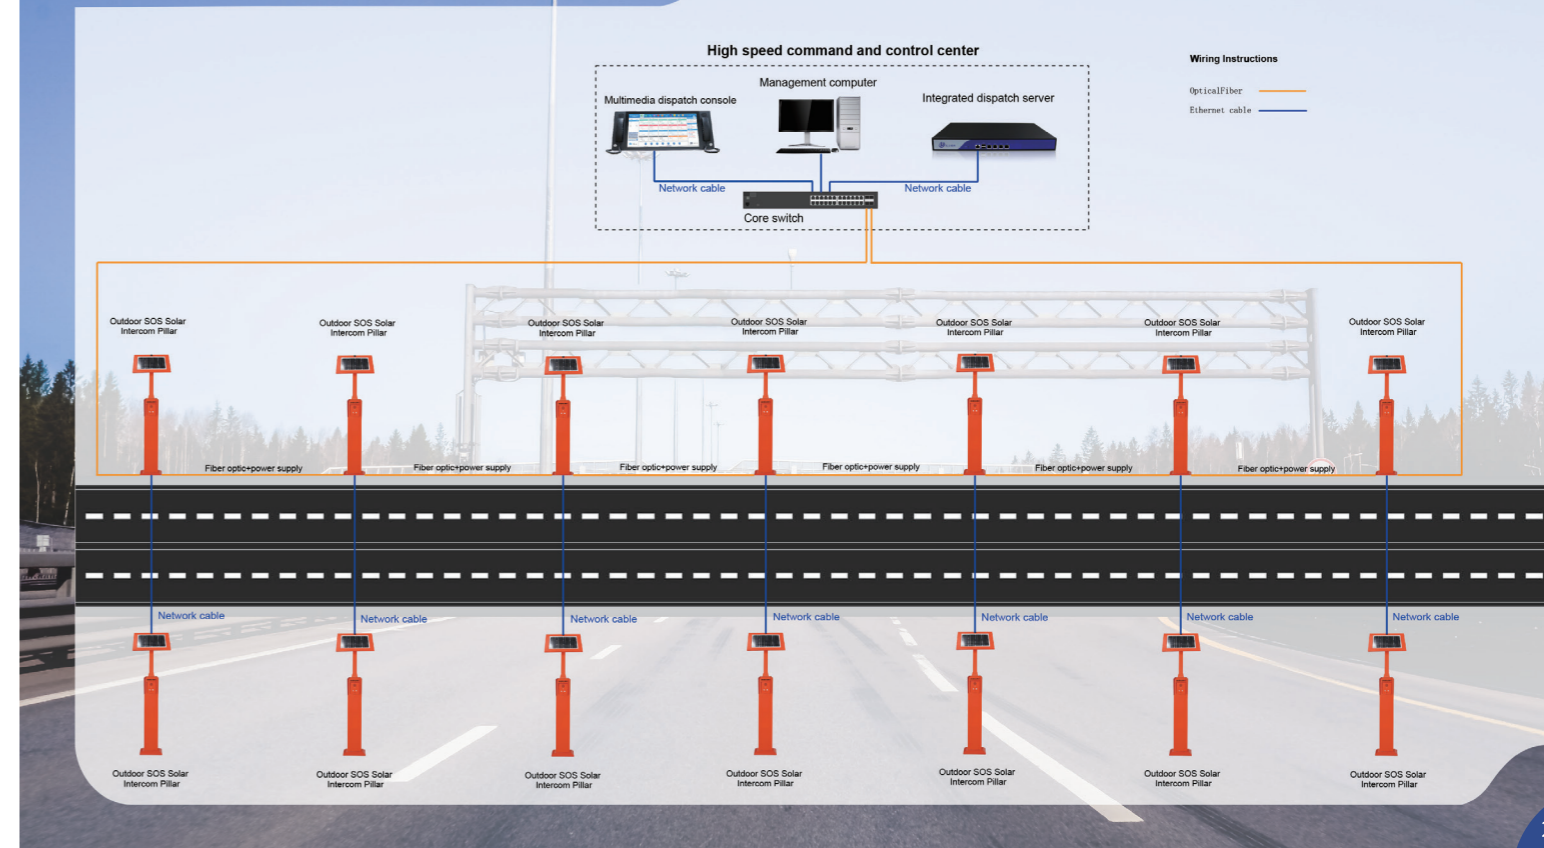 High speed command and control center
Wiring Instructions
Management computer
OpticalFiber
Multimedia dispatch console
Integrated dispatch server
Ethernet cable
Network cable
Network cable
Core switch
Outdoor SOS Solar
Intercom Pillar
Outdoor SOS Solar
Intercom Pillar
Outdoor SOS Solar
Intercom Pillar
Outdoor SOS Solar
Intercom Pillar
Outdoor SOS Solar
Intercom Pillar
Outdoor SOS Solar
Intercom Pillar
Outdoor SOS Solar
Intercom Pillar
Fiber optic+power supply
Fiber optic+power supply
Fiber optic+power supply
Fiber optic+power supply
Fiber optic+power supply
Fiber optic+power supply
Network cable
Network cable
Network cable
Network cable
Network cable
Network cable
Network cable
Outdoor SOS Solar
Intercom Pillar
Outdoor SOS Solar
Intercom Pillar
Outdoor SOS Solar
Intercom Pillar
Outdoor SOS Solar
Intercom Pillar
Outdoor SOS Solar
Intercom Pillar
Outdoor SOS Solar
Intercom Pillar
Outdoor SOS Solar
Intercom Pillar